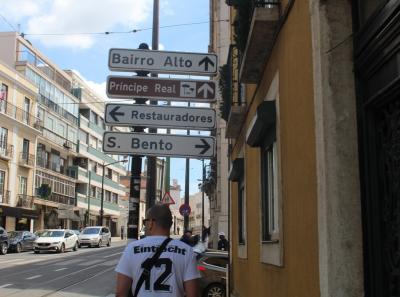 Bairro Alto
Príncipe Real
Restauradores
S. Bento
Eintracht
12